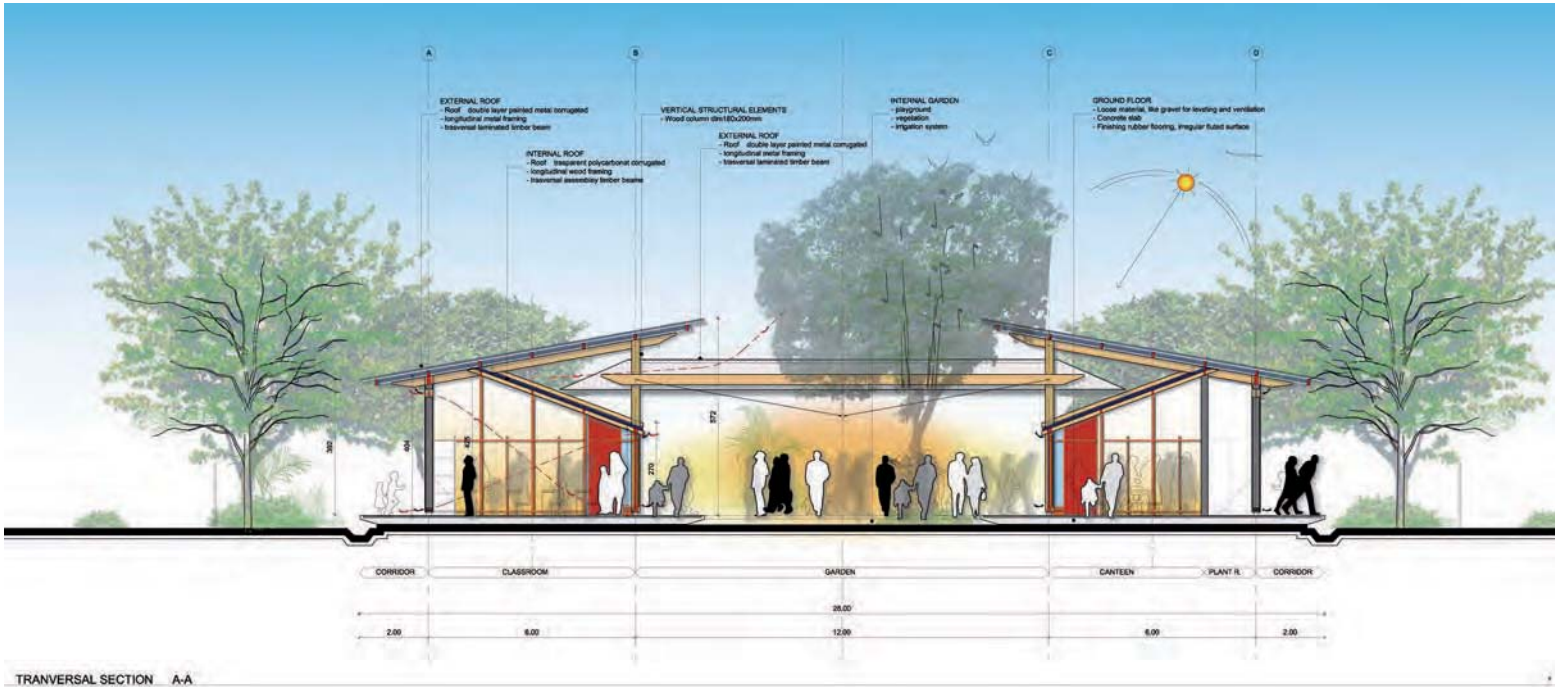 A
B
C
D
EXTERNAL ROOF
- Roof double layer painted metal corrugated
- longitudinal metal framing
- trasversal laminated timber beam
INTERNAL ROOF
- Roof trasparent polycarbonat corrugated
- longitudinal wood framing
- trasversal assembley timber beams
VERTICAL STRUCTURAL ELEMENTS
- Wood column dim180x200mm
EXTERNAL ROOF
- Roof double layer painted metal corrugated
- longitudinal metal framing
- trasversal laminated timber beam
INTERNAL GARDEN
- playground
- vegetation
- irrigation system
GROUND FLOOR
- Loose material, like gravel for leveling and ventilation
- Concrete slab
- Finishing rubber flooring, irregular fluted surface
404
425
572
270
CORRIDOR
CLASSROOM
GARDEN
CANTEEN
PLANT R.
CORRIDOR
28.00
2.00
6.00
12.00
6.00
2.00
TRANVERSAL SECTION A-A